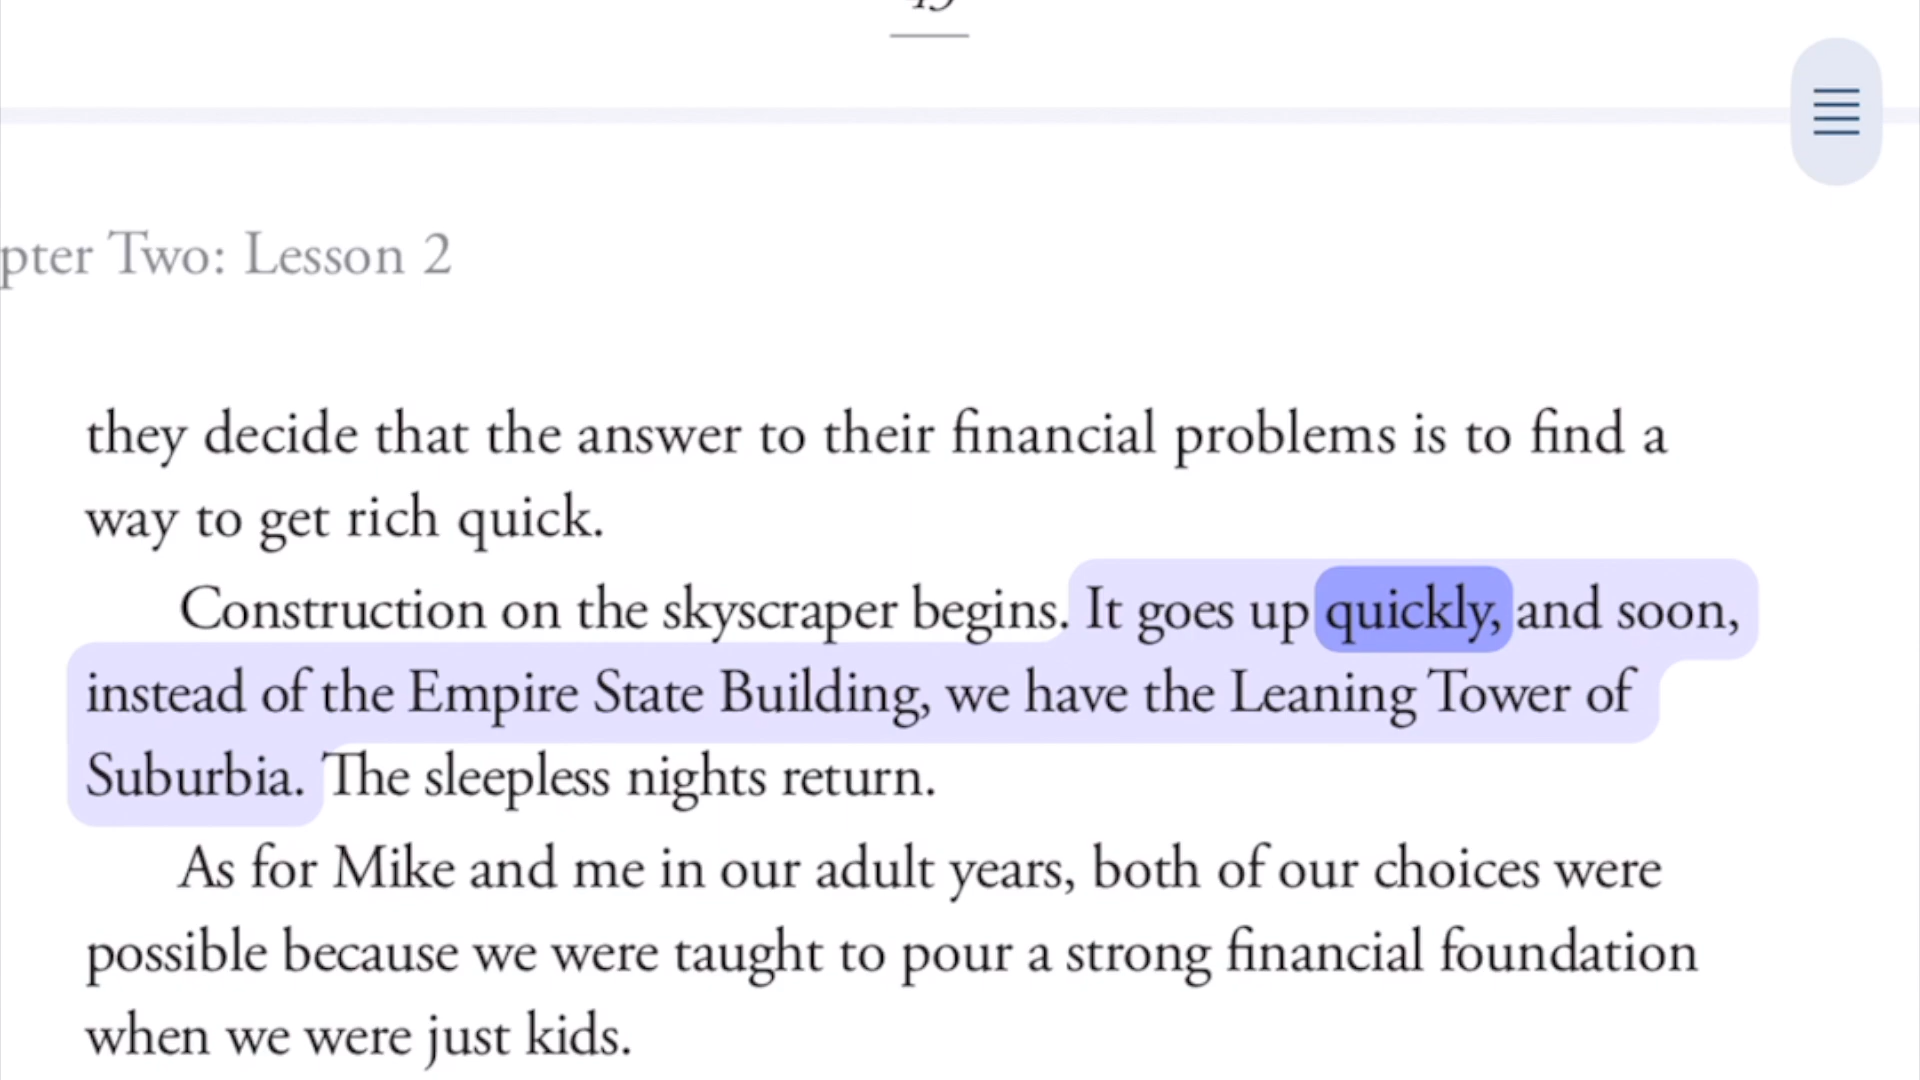 pter Two: Lesson 2
they decide that the answer to their financial problems is to find a
way to get rich quick.
Construction on the skyscraper begins. It goes up quickly, and soon,
instead of the Empire State Building, we have the Leaning Tower of
Suburbia. The sleepless nights return.
As for Mike and me in our adult years, both of our choices were
possible because we were taught to pour a strong financial foundation
when we were just kids.